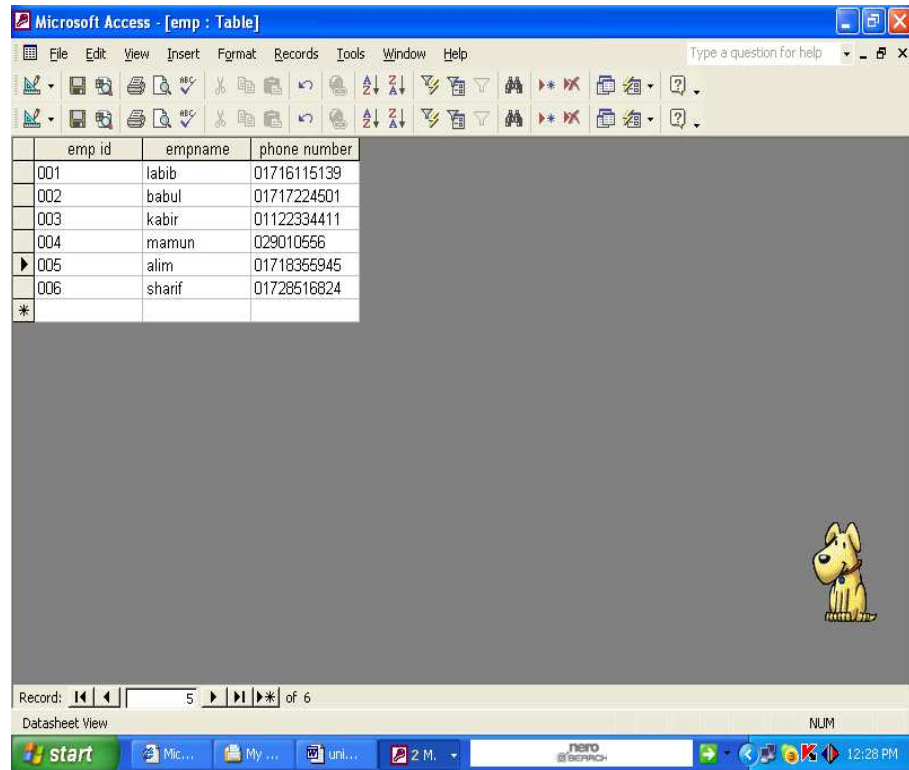 Microsoft Access - [emp : Table]
File Edit View Insert Format Records Tools Window Help
Type a question for help
emp id empname phone number
001 labib 01716115139
002 babul 01717224501
003 kabir 01122334411
004 mamun 029010556
005 alim 01718355945
006 sharif 01728516824
Record: 5 of 6
Datasheet View NUM
start Mic... My ... uni... 2 M. nero SEARCH 12:28 PM